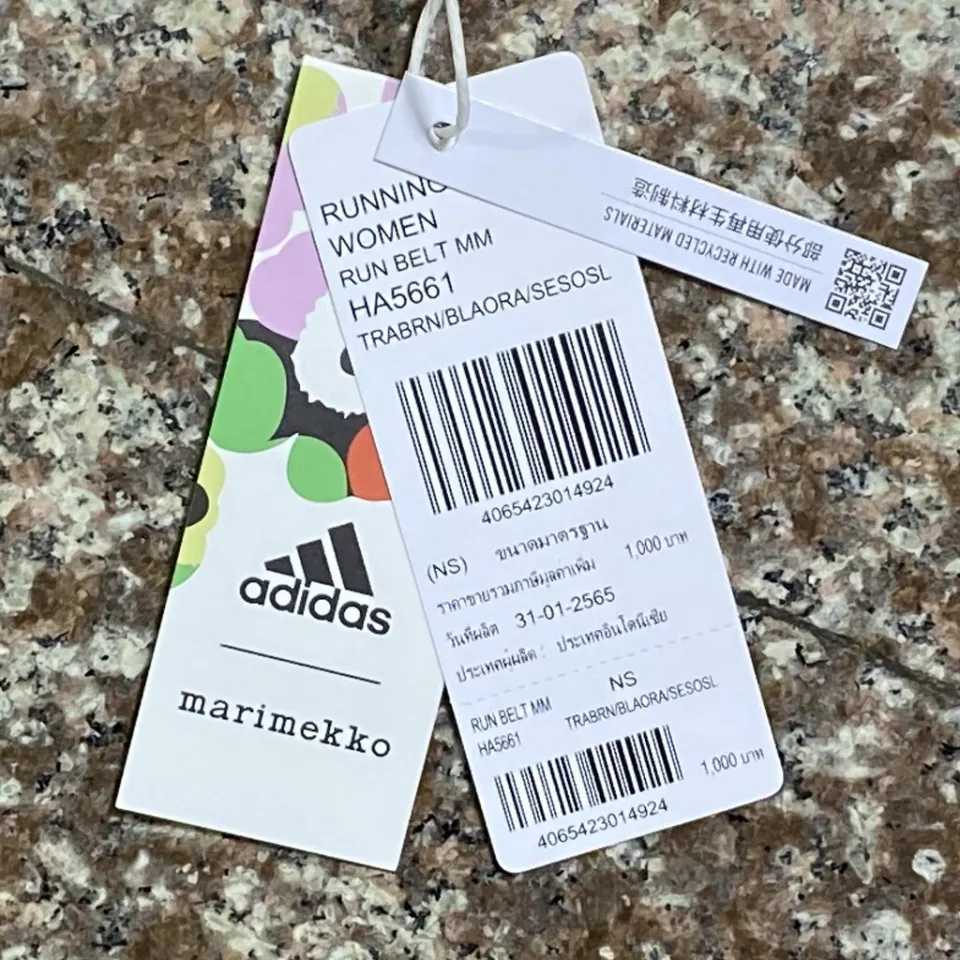 adidas
marimekko
RUNNING
WOMEN
RUN BELT MM
HA5661
TRABRN/BLAORA/SESOSL
4065423014924
(NS) ขนาดมาตรฐาน
ราคาขายรวมภาษีมูลค่าเพิ่ม 1,000 บาท
วันที่ผลิต 31-01-2565
ประเทศผู้ผลิต : ประเทศอินโดนีเซีย
NS
RUN BELT MM TRABRN/BLAORA/SESOSL
HA5661
1,000 บาท
4065423014924
MADE WITH RECYCLED MATERIALS
部分使用再生材料制造